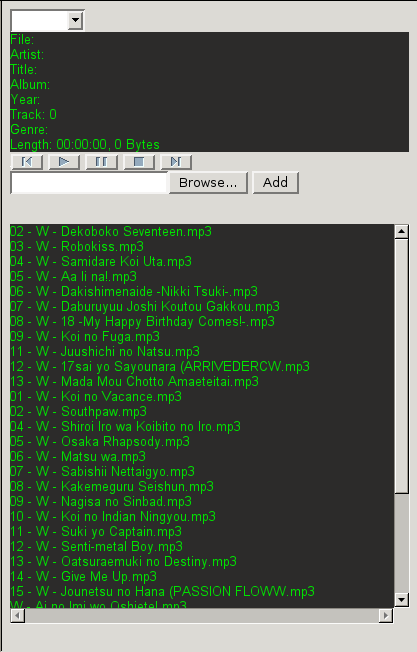 File:
Artist:
Title:
Album:
Year:
Track: 0
Genre:
Length: 00:00:00, 0 Bytes
Browse... Add
02 - W - Dekoboko Seventeen.mp3
03 - W - Robokiss.mp3
04 - W - Samidare Koi Uta.mp3
05 - W - Aa Ii na!.mp3
06 - W - Dakishimenaide -Nikki Tsuki-.mp3
07 - W - Daburuyuu Joshi Koutou Gakkou.mp3
08 - W - 18 -My Happy Birthday Comes!-.mp3
09 - W - Koi no Fuga.mp3
11 - W - Juushichi no Natsu.mp3
12 - W - 17sai yo Sayounara (ARRIVEDERCW.mp3
13 - W - Mada Mou Chotto Amaeteitai.mp3
01 - W - Koi no Vacance.mp3
02 - W - Southpaw.mp3
04 - W - Shiroi Iro wa Koibito no Iro.mp3
05 - W - Osaka Rhapsody.mp3
06 - W - Matsu wa.mp3
07 - W - Sabishii Nettaigyo.mp3
08 - W - Kakemeguru Seishun.mp3
09 - W - Nagisa no Sinbad.mp3
10 - W - Koi no Indian Ningyou.mp3
11 - W - Suki yo Captain.mp3
12 - W - Senti-metal Boy.mp3
13 - W - Oatsuraemuki no Destiny.mp3
14 - W - Give Me Up.mp3
15 - W - Jounetsu no Hana (PASSION FLOWW.mp3
W - Ai no Imi wo Oshiete!.mp3